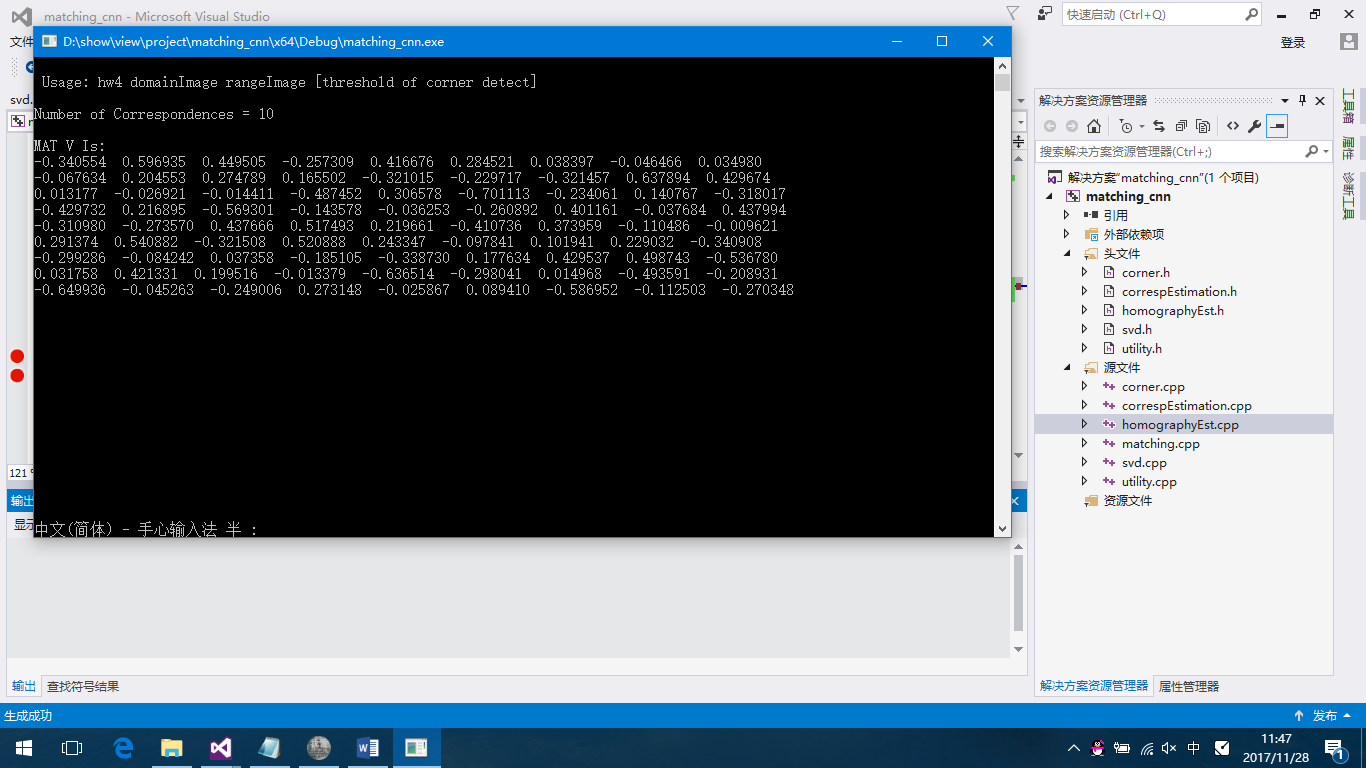 matching_cnn - Microsoft Visual Studio
快速启动 (Ctrl+Q)
登录
D:\show\view\project\matching_cnn\x64\Debug\matching_cnn.exe
Usage: hw4 domainImage rangeImage [threshold of corner detect]
Number of Correspondences = 10
MAT V Is:
-0.340554 0.596935 0.449505 -0.257309 0.416676 0.284521 0.038397 -0.046466 0.034980
-0.067634 0.204553 0.274789 0.165502 -0.321015 -0.229717 -0.321457 0.637894 0.429674
0.013177 -0.026921 -0.014411 -0.487452 0.306578 -0.701113 -0.234061 0.140767 -0.318017
-0.429732 0.216895 -0.569301 -0.143578 -0.036253 -0.260892 0.401161 -0.037684 0.437994
-0.310980 -0.273570 0.437666 0.517493 0.219661 -0.410736 0.373959 -0.110486 -0.009621
0.291374 0.540882 -0.321508 0.520888 0.243347 -0.097841 0.101941 0.229032 -0.340908
-0.299286 -0.084242 0.037358 -0.185105 -0.338730 0.177634 0.429537 0.498743 -0.536780
0.031758 0.421331 0.199516 -0.013379 -0.636514 -0.298041 0.014968 -0.493591 -0.208931
-0.649936 -0.045263 -0.249006 0.273148 -0.025867 0.089410 -0.586952 -0.112503 -0.270348
中文(简体) - 手心输入法 半 :
文件
svd.
121 %
输出
输出
查找符号结果
解决方案资源管理器
搜索解决方案资源管理器(Ctrl+;)
解决方案"matching_cnn"(1 个项目)
matching_cnn
引用
外部依赖项
头文件
corner.h
correspEstimation.h
homographyEst.h
svd.h
utility.h
源文件
corner.cpp
correspEstimation.cpp
homographyEst.cpp
matching.cpp
svd.cpp
utility.cpp
资源文件
解决方案资源管理器
属性管理器
工具箱
属性
诊断工具
生成成功
发布
中
11:47
2017/11/28
1